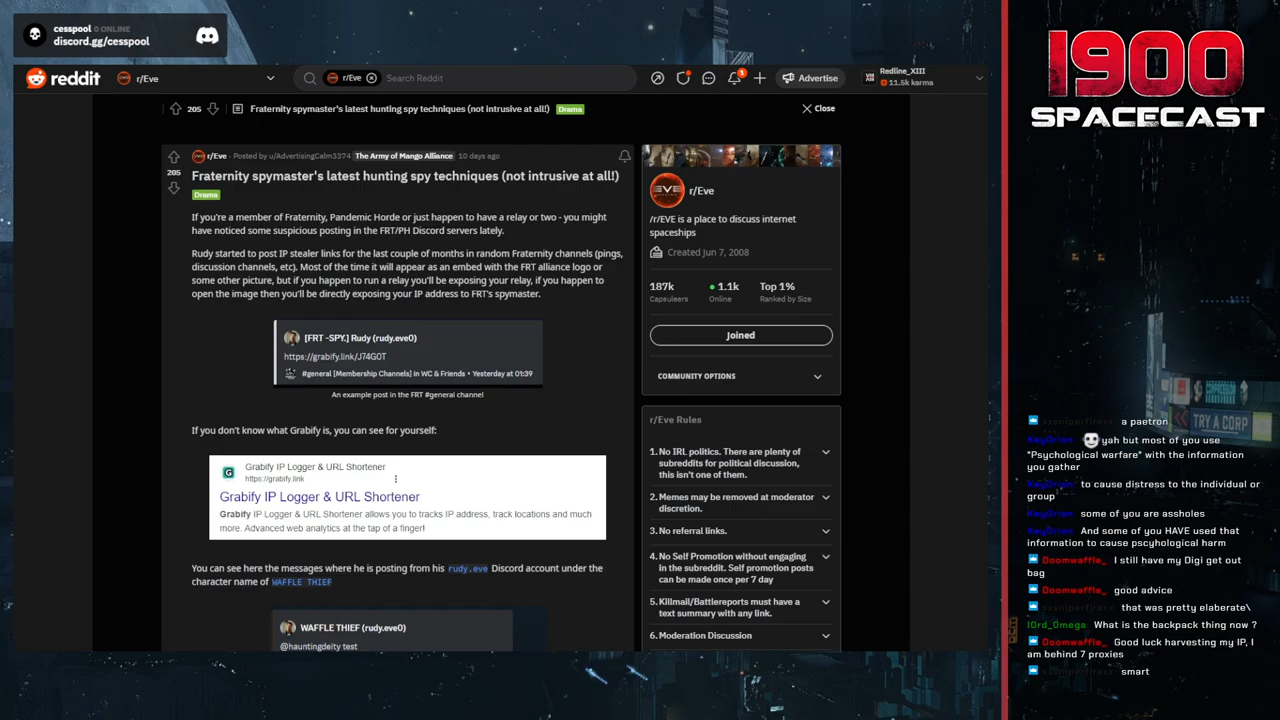 cesspool 0 ONLINE
discord.gg/cesspool
reddit
r/Eve
r/Eve
Search Reddit
Advertise
Redline_XIII
11.5k karma
205
Fraternity spymaster's latest hunting spy techniques (not intrusive at all!)
Drama
Close
r/Eve · Posted by u/AdvertisingCalm3374 The Army of Mango Alliance 10 days ago
205
Fraternity spymaster's latest hunting spy techniques (not intrusive at all!)
Drama
If you're a member of Fraternity, Pandemic Horde or just happen to have a relay or two - you might
have noticed some suspicious posting in the FRT/PH Discord servers lately.
Rudy started to post IP stealer links for the last couple of months in random Fraternity channels (pings,
discussion channels, etc). Most of the time it will appear as an embed with the FRT alliance logo or
some other picture, but if you happen to run a relay you'll be exposing your relay, if you happen to
open the image then you'll be directly exposing your IP address to FRT's spymaster.
[FRT -SPY.] Rudy (rudy.eve0)
https://grabify.link/J74G0T
#general [Membership Channels] in WC & Friends • Yesterday at 01:39
An example post in the FRT #general channel
If you don't know what Grabify is, you can see for yourself:
Grabify IP Logger & URL Shortener
https://grabify.link
Grabify IP Logger & URL Shortener
Grabify IP Logger & URL Shortener allows you to tracks IP address, track locations and much
more. Advanced web analytics at the tap of a finger!
You can see here the messages where he is posting from his rudy.eve Discord account under the
character name of WAFFLE THIEF
WAFFLE THIEF (rudy.eve0)
@hauntingdeity test
EVE
r/Eve
/r/EVE is a place to discuss internet
spaceships
Created Jun 7, 2008
187k
Capsuleers
1.1k
Online
Top 1%
Ranked by Size
Joined
COMMUNITY OPTIONS
r/Eve Rules
1. No IRL politics. There are plenty of
subreddits for political discussion,
this isn't one of them.
2. Memes may be removed at moderator
discretion.
3. No referral links.
4. No Self Promotion without engaging
in the subreddit. Self promotion posts
can be made once per 7 day
5. Killmail/Battlereports must have a
text summary with any link.
6. Moderation Discussion
1900
SPACECAST
TRY A CORP
a paetron
KayOrion yah but most of you use
"Psychological warfare" with the information
you gather
KayOrion to cause distress to the individual or
group
KayOrion some of you are assholes
KayOrion And some of you HAVE used that
information to cause pscyhological harm
Doomwaffle_ I still have my Digi get out
bag
Doomwaffle_ good advice
that was pretty elaberate\
l0rd_0mega What is the backpack thing now ?
Doomwaffle_ Good luck harvesting my IP, I
am behind 7 proxies
smart